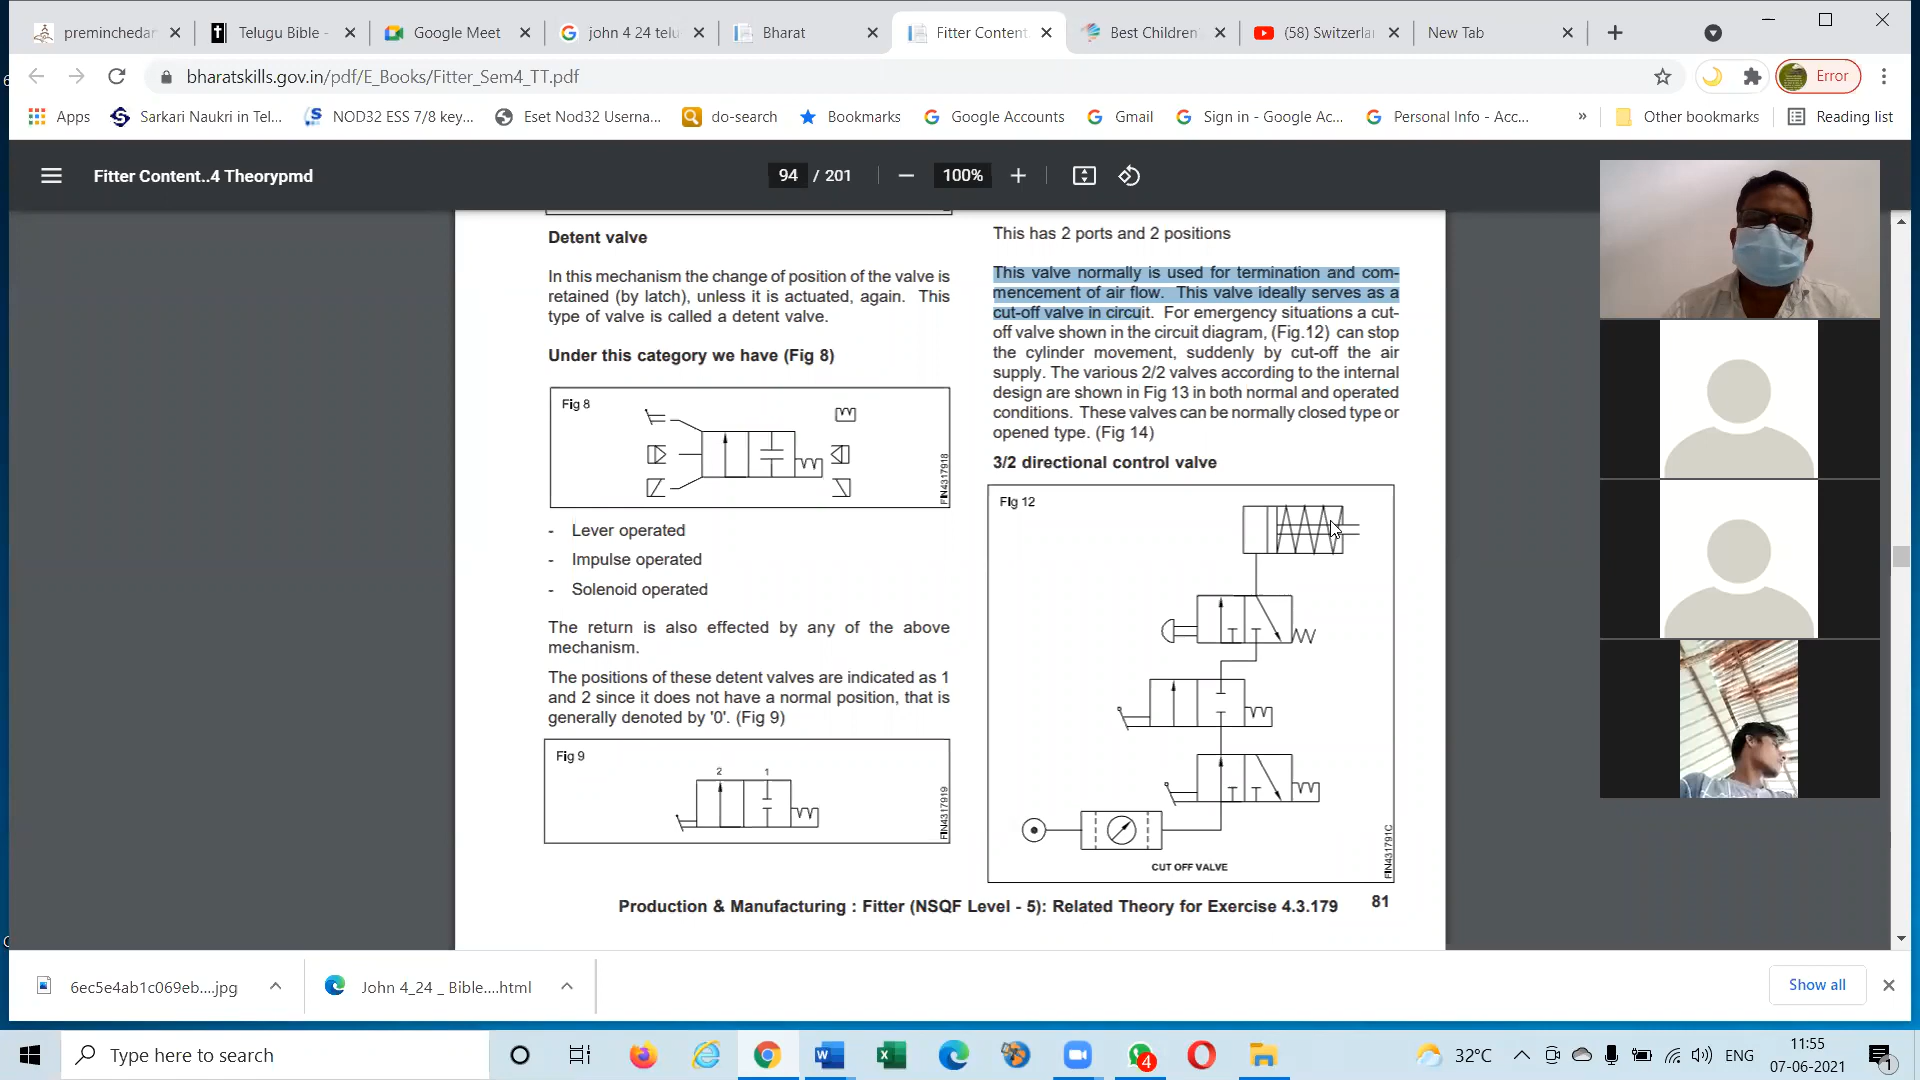 preminchedar
Telugu Bible -
Google Meet
john 4 24 telu
Bharat
Fitter Content.
Best Children'
(58) Switzerlar
New Tab
bharatskills.gov.in/pdf/E_Books/Fitter_Sem4_TT.pdf
Error
Apps
Sarkari Naukri in Tel...
NOD32 ESS 7/8 key...
Eset Nod32 Userna...
do-search
Bookmarks
Google Accounts
Gmail
Sign in - Google Ac...
Personal Info - Acc...
»
Other bookmarks
Reading list
Fitter Content..4 Theorypmd
94 / 201
100%
Detent valve
In this mechanism the change of position of the valve is
retained (by latch), unless it is actuated, again. This
type of valve is called a detent valve.
Under this category we have (Fig 8)
Fig 8
FIN4317918
- Lever operated
- Impulse operated
- Solenoid operated
The return is also effected by any of the above
mechanism.
The positions of these detent valves are indicated as 1
and 2 since it does not have a normal position, that is
generally denoted by '0'. (Fig 9)
Fig 9
2 1
FIN4317919
This has 2 ports and 2 positions
This valve normally is used for termination and com-
mencement of air flow. This valve ideally serves as a
cut-off valve in circuit. For emergency situations a cut-
off valve shown in the circuit diagram, (Fig.12) can stop
the cylinder movement, suddenly by cut-off the air
supply. The various 2/2 valves according to the internal
design are shown in Fig 13 in both normal and operated
conditions. These valves can be normally closed type or
opened type. (Fig 14)
3/2 directional control valve
Fig 12
CUT OFF VALVE
FIN431791C
Production & Manufacturing : Fitter (NSQF Level - 5): Related Theory for Exercise 4.3.179
81
6ec5e4ab1c069eb....jpg
John 4_24 _ Bible....html
Show all
Type here to search
4
32°C
ENG
11:55
07-06-2021
1